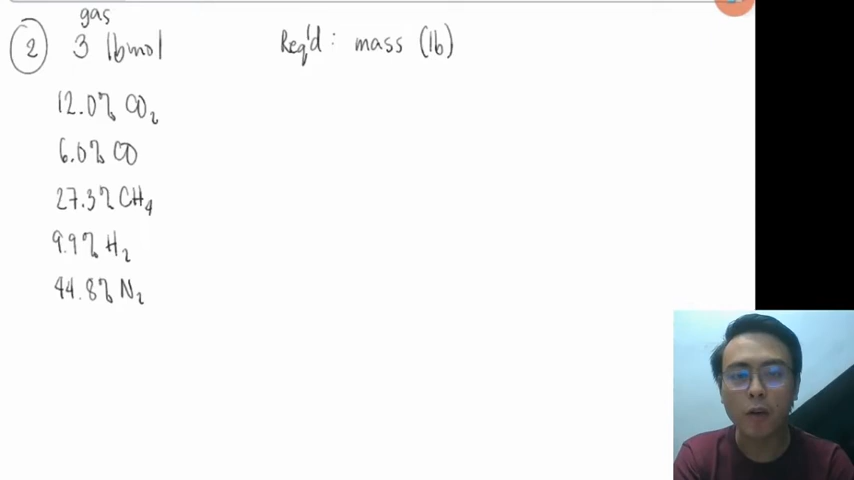 gas
2 3 lbmol Req'd: mass (lb)
12.0% CO2
6.0% CO
27.3% CH4
9.9% H2
44.8% N2